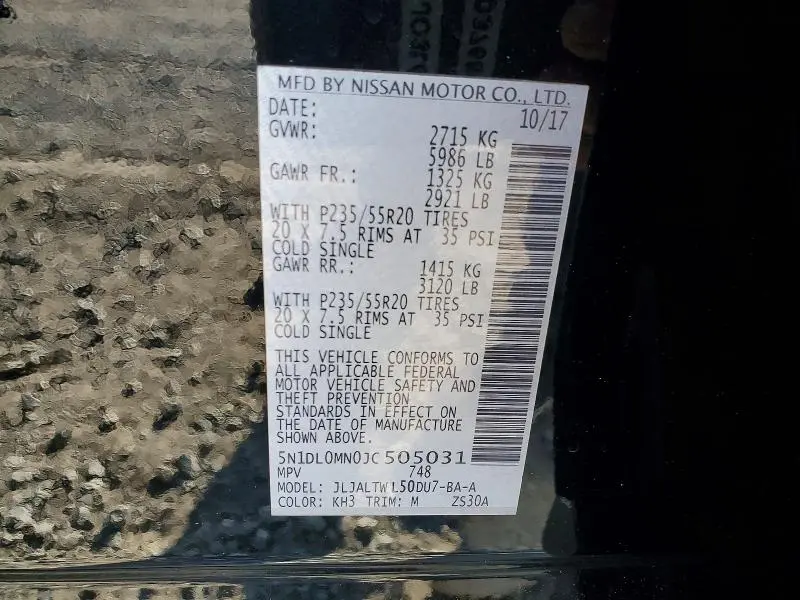 MFD BY NISSAN MOTOR CO., LTD.
DATE: 10/17
GVWR: 2715 KG
5986 LB
GAWR FR.: 1325 KG
2921 LB
WITH P235/55R20 TIRES
20 X 7.5 RIMS AT 35 PSI
COLD SINGLE
GAWR RR.: 1415 KG
3120 LB
WITH P235/55R20 TIRES
20 X 7.5 RIMS AT 35 PSI
COLD SINGLE
THIS VEHICLE CONFORMS TO
ALL APPLICABLE FEDERAL
MOTOR VEHICLE SAFETY AND
THEFT PREVENTION
STANDARDS IN EFFECT ON
THE DATE OF MANUFACTURE
SHOWN ABOVE.
5N1DL0MN0JC505031
MPV 748
MODEL: JLJALTWL50DU7-BA-A
COLOR: KH3 TRIM: M ZS30A